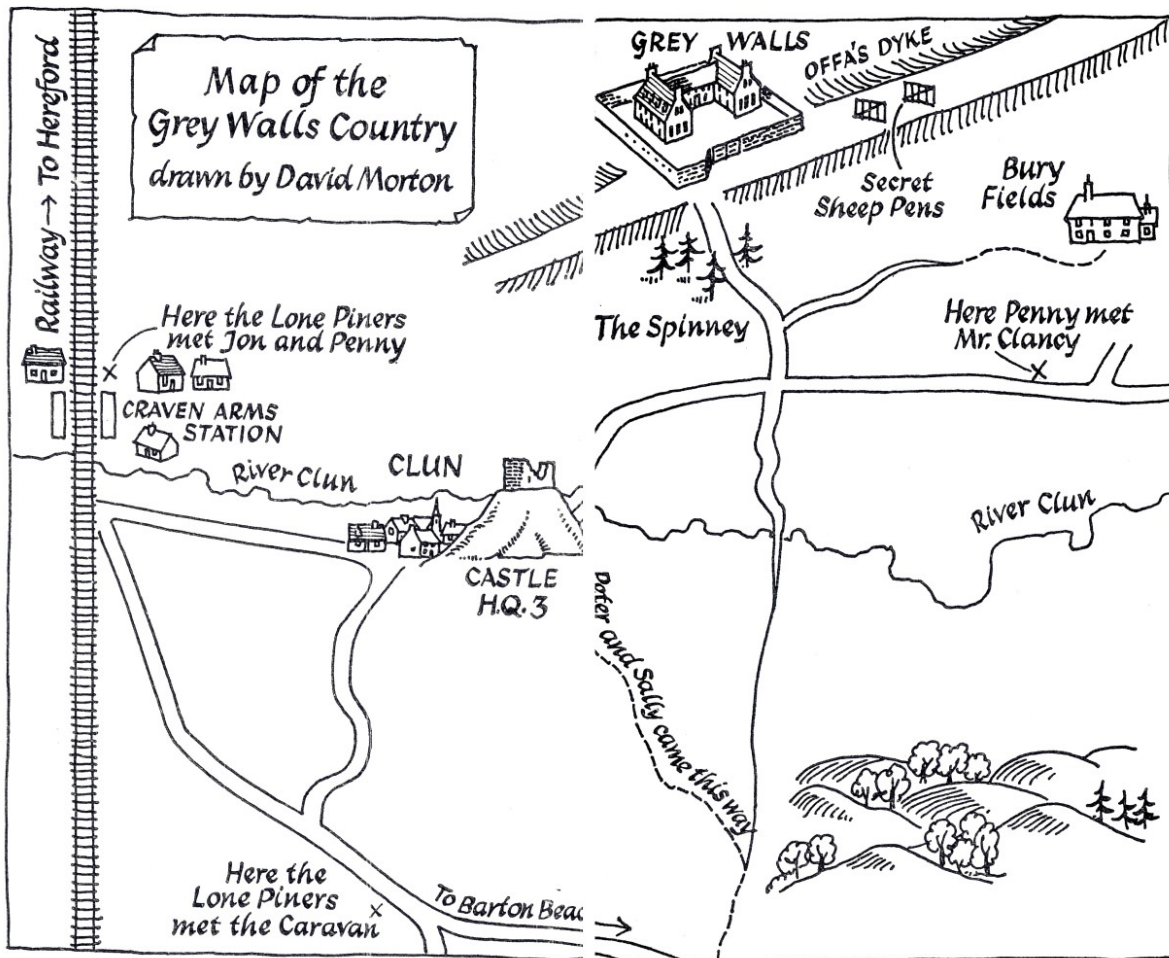 Map of the
Grey Walls Country
drawn by David Morton
Railway → To Hereford
GREY WALLS
OFFA'S DYKE
Secret
Sheep Pens
Bury
Fields
Here the Lone Piners
met Jon and Penny
The Spinney
Here Penny met
Mr. Clancy
CRAVEN ARMS
STATION
River Clun
CLUN
CASTLE
H.Q.3
River Clun
Peter and Sally came this way
Here the
Lone Piners
met the Caravan
To Barton Beac